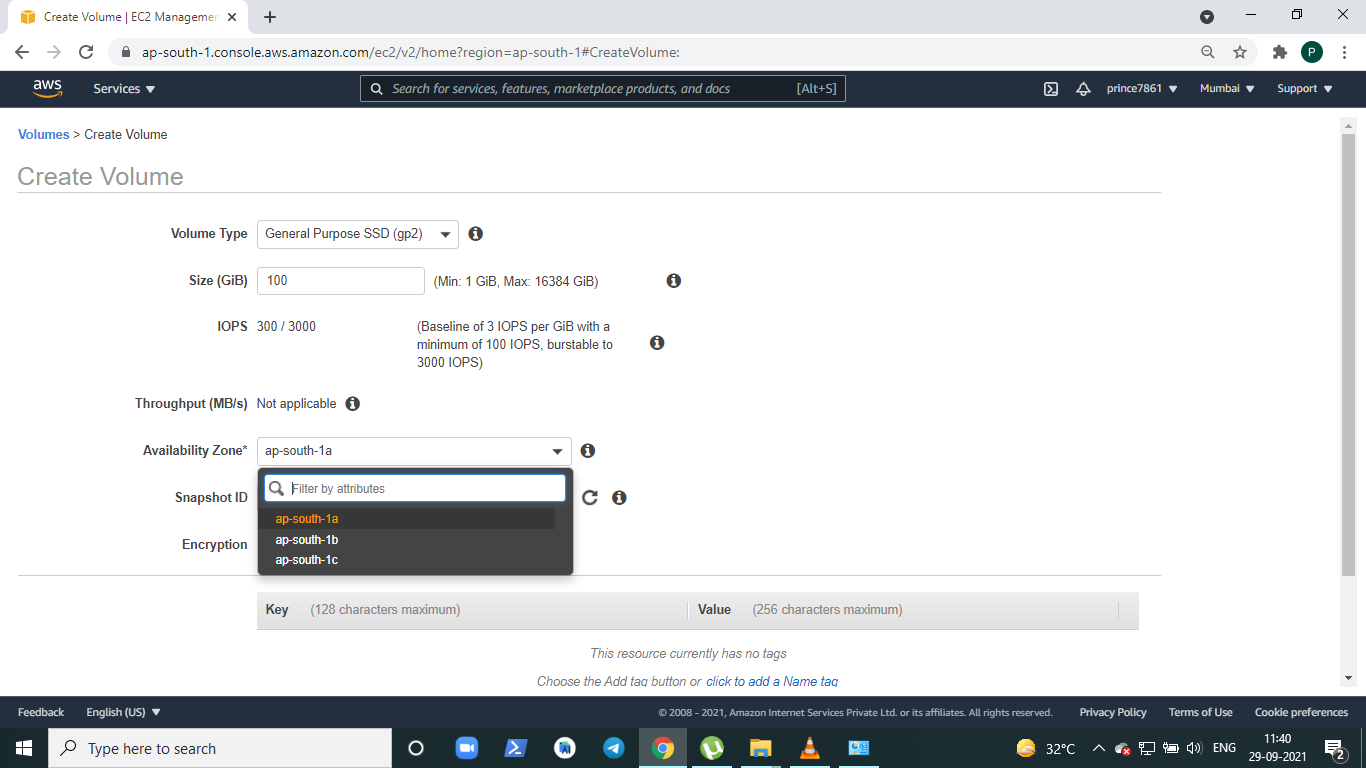 Create Volume | EC2 Managemen
ap-south-1.console.aws.amazon.com/ec2/v2/home?region=ap-south-1#CreateVolume:
P
aws
Services
Search for services, features, marketplace products, and docs [Alt+S]
prince7861
Mumbai
Support
Volumes > Create Volume
Create Volume
Volume Type General Purpose SSD (gp2)
Size (GiB) 100 (Min: 1 GiB, Max: 16384 GiB)
IOPS 300 / 3000 (Baseline of 3 IOPS per GiB with a
minimum of 100 IOPS, burstable to
3000 IOPS)
Throughput (MB/s) Not applicable
Availability Zone* ap-south-1a
Snapshot ID Filter by attributes
ap-south-1a
ap-south-1b
Encryption
ap-south-1c
Key (128 characters maximum) Value (256 characters maximum)
This resource currently has no tags
Choose the Add tag button or click to add a Name tag
Feedback English (US) © 2008 - 2021, Amazon Internet Services Private Ltd. or its affiliates. All rights reserved. Privacy Policy Terms of Use Cookie preferences
Type here to search
32°C
ENG
11:40
29-09-2021
2